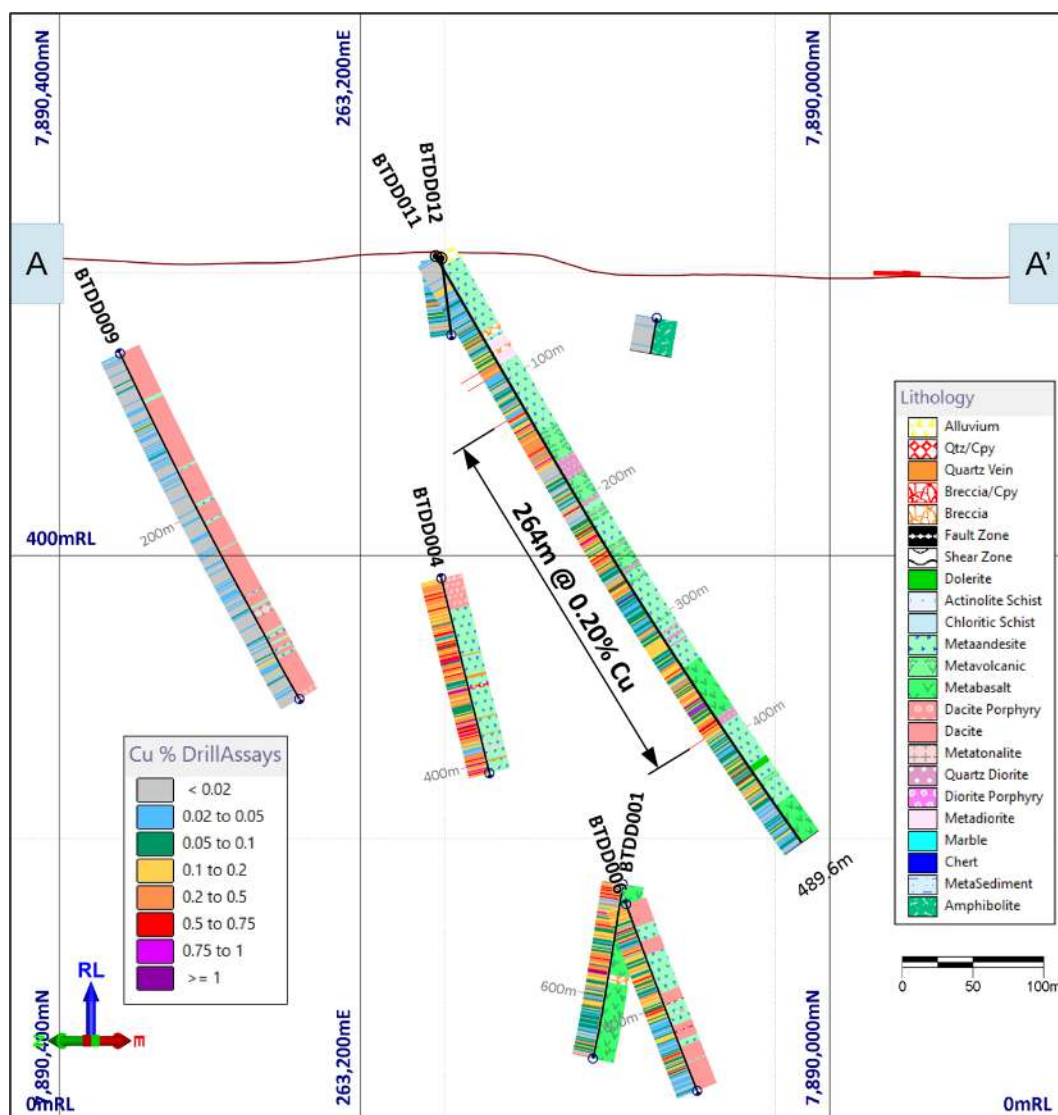 7,890,400mN
263,200mE
7,890,000mN
BTDD011
BTDD012
A
A'
BTDD009
100m
200m
200m
400mRL
BTDD004
264m @ 0.20% Cu
300m
400m
400m
489.6m
BTDD006
BTDD001
600m
Lithology
Alluvium
Qtz/Cpy
Quartz Vein
Breccia/Cpy
Breccia
Fault Zone
Shear Zone
Dolerite
Actinolite Schist
Chloritic Schist
Metaandesite
Metavolcanic
Metabasalt
Dacite Porphyry
Dacite
Metatonalite
Quartz Diorite
Diorite Porphyry
Metadiorite
Marble
Chert
MetaSediment
Amphibolite
Cu % DrillAssays
< 0.02
0.02 to 0.05
0.05 to 0.1
0.1 to 0.2
0.2 to 0.5
0.5 to 0.75
0.75 to 1
>= 1
0 50 100m
RL
E
7,890,400mN
263,200mE
7,890,000mN
0mRL
0mRL